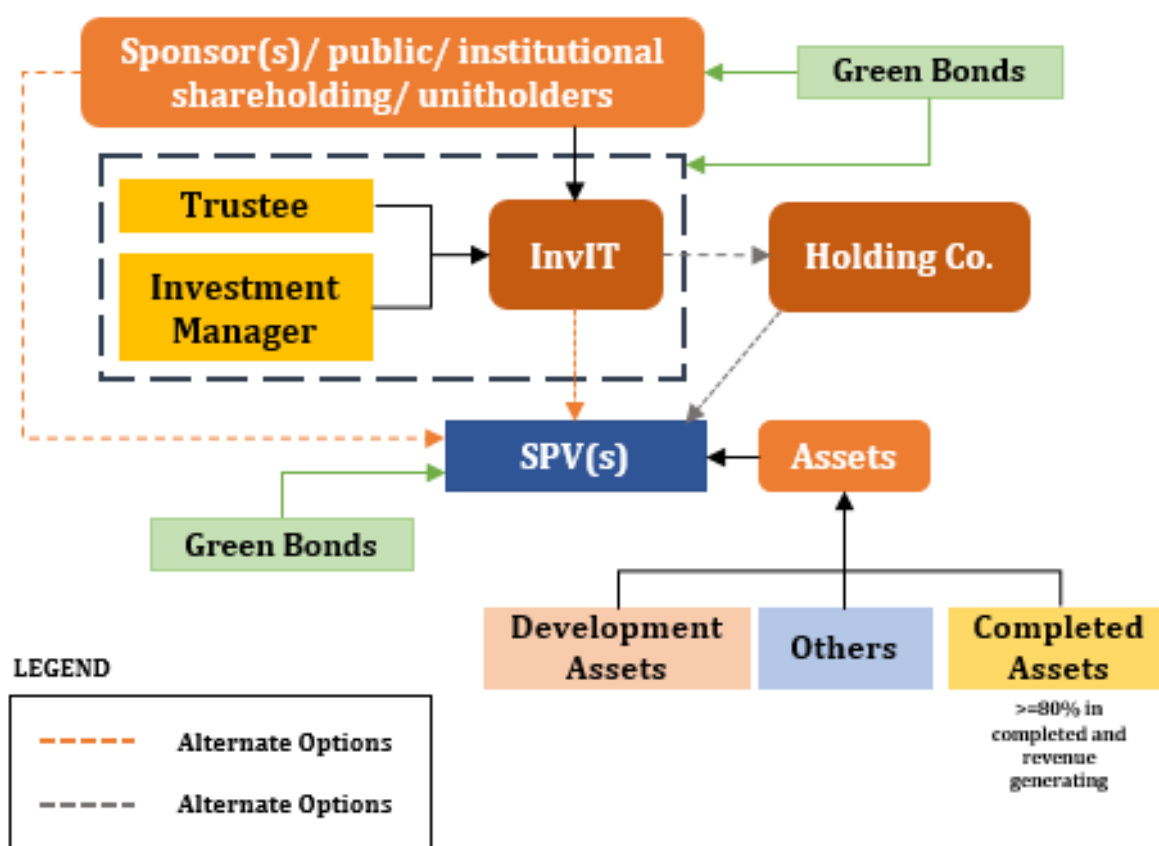 Sponsor(s)/ public/ institutional
shareholding/ unitholders
Green Bonds
Trustee
Investment
Manager
InvIT
Holding Co.
SPV(s)
Assets
Green Bonds
Development
Assets
Others
Completed
Assets
>=80% in
completed and
revenue
generating
LEGEND
Alternate Options
Alternate Options